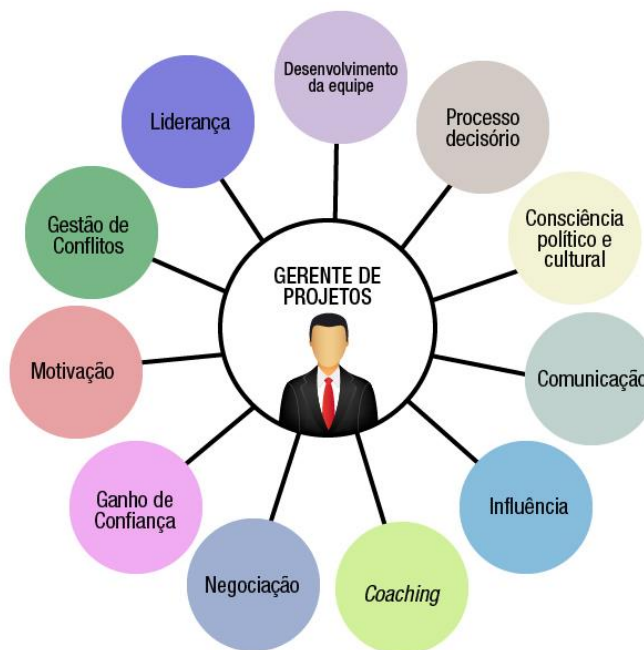 Desenvolvimento
da equipe
Processo
decisório
Consciência
político e
cultural
Comunicação
Influência
Coaching
Negociação
Ganho de
Confiança
Motivação
Gestão de
Conflitos
Liderança
GERENTE DE
PROJETOS